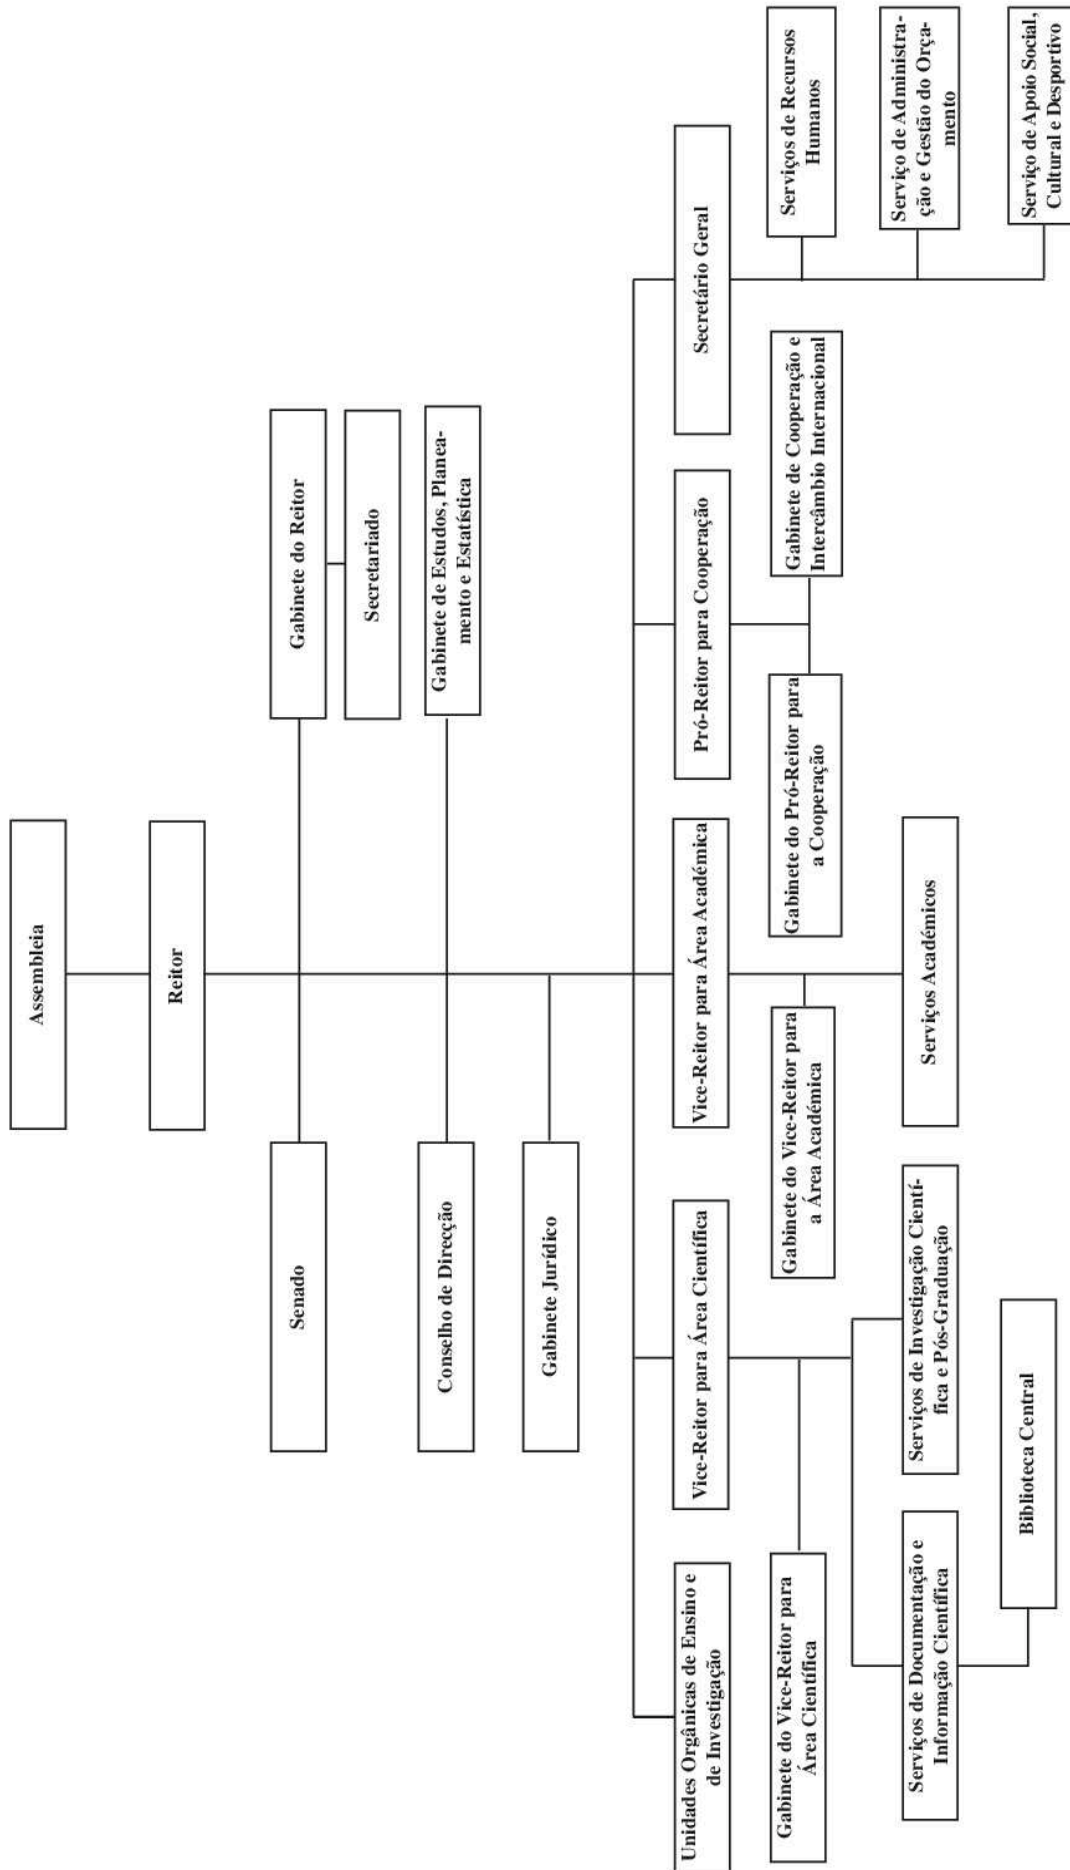 Assembleia
Reitor
Senado
Gabinete do Reitor
Secretariado
Conselho de Direcção
Gabinete de Estudos, Planea-
mento e Estatística
Gabinete Jurídico
Unidades Orgânicas de Ensino e
de Investigação
Vice-Reitor para Área Científica
Vice-Reitor para Área Académica
Pró-Reitor para Cooperação
Secretário Geral
Gabinete do Vice-Reitor para
Área Científica
Gabinete do Vice-Reitor para
a Área Académica
Gabinete do Pró-Reitor para
a Cooperação
Gabinete de Cooperação e
Intercâmbio Internacional
Serviços de Recursos
Humanos
Serviços de Documentação e
Informação Científica
Serviços de Investigação Cientí-
fica e Pós-Graduação
Serviços Académicos
Serviço de Administra-
ção e Gestão do Orça-
mento
Biblioteca Central
Serviço de Apoio Social,
Cultural e Desportivo